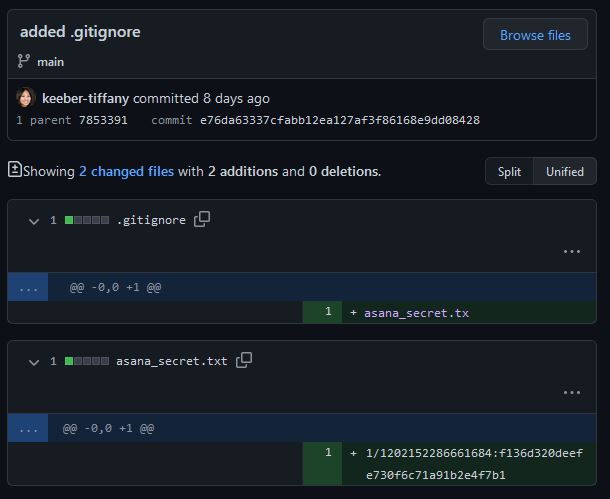 added .gitignore
Browse files
main
keeber-tiffany committed 8 days ago
1 parent 7853391 commit e76da63337cfabb12ea127af3f86168e9dd08428
Showing 2 changed files with 2 additions and 0 deletions.
Split Unified
1 .gitignore
...
... @@ -0,0 +1 @@
1 + asana_secret.tx
1 asana_secret.txt
...
... @@ -0,0 +1 @@
1 + 1/1202152286661684:f136d320deef
e730f6c71a91b2e4f7b1